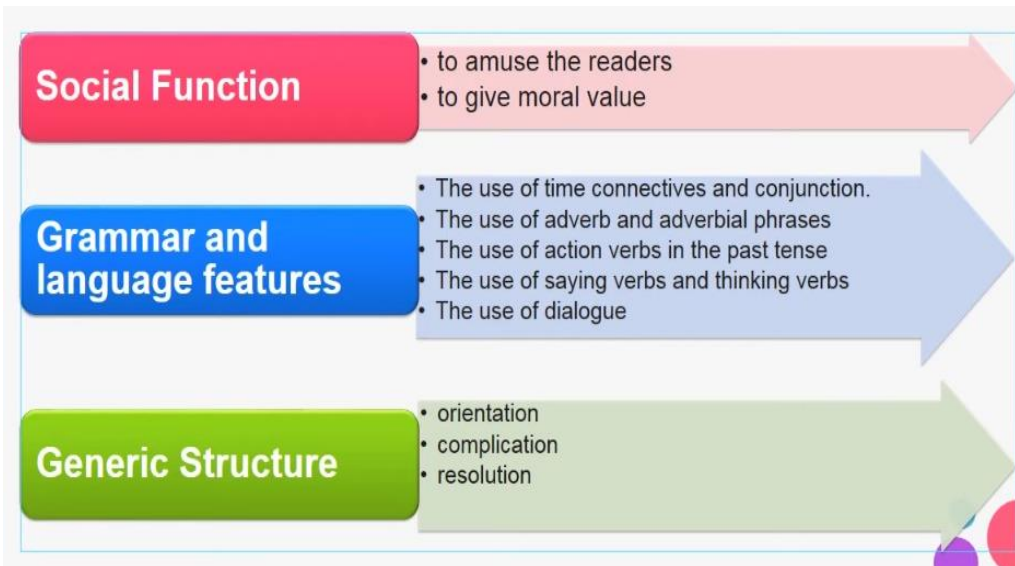 Social Function
• to amuse the readers
• to give moral value
Grammar and
language features
• The use of time connectives and conjunction.
• The use of adverb and adverbial phrases
• The use of action verbs in the past tense
• The use of saying verbs and thinking verbs
• The use of dialogue
Generic Structure
• orientation
• complication
• resolution